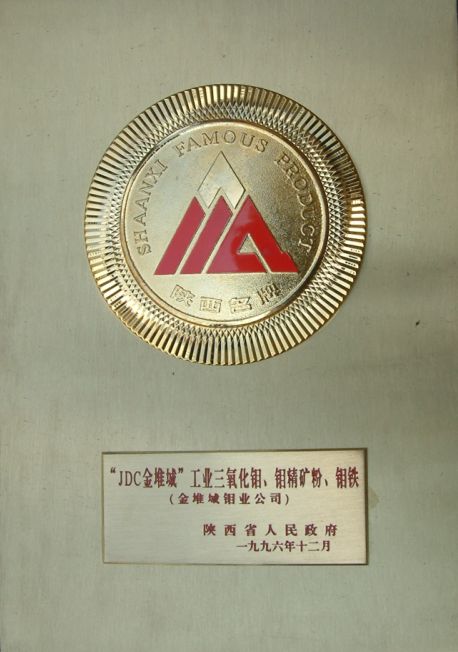 SHAANXI FAMOUS PRODUCT
陕西名牌
“JDC金堆城”工业三氧化钼、钼精矿粉、钼铁
（金堆城钼业公司）
陕西省人民政府
一九九六年十二月